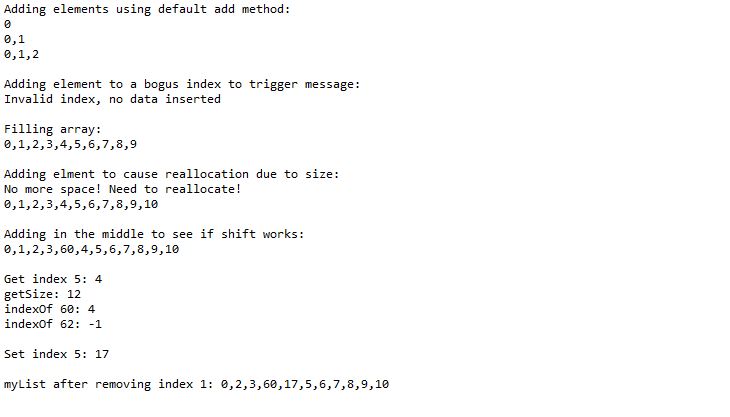 Adding elements using default add method:
0
0,1
0,1,2
Adding element to a bogus index to trigger message:
Invalid index, no data inserted
Filling array:
0,1,2,3,4,5,6,7,8,9
Adding elment to cause reallocation due to size:
No more space! Need to reallocate!
0,1,2,3,4,5,6,7,8,9,10
Adding in the middle to see if shift works:
0,1,2,3,60,4,5,6,7,8,9,10
Get index 5: 4
getSize: 12
indexOf 60: 4
indexOf 62: -1
Set index 5: 17
myList after removing index 1: 0,2,3,60,17,5,6,7,8,9,10